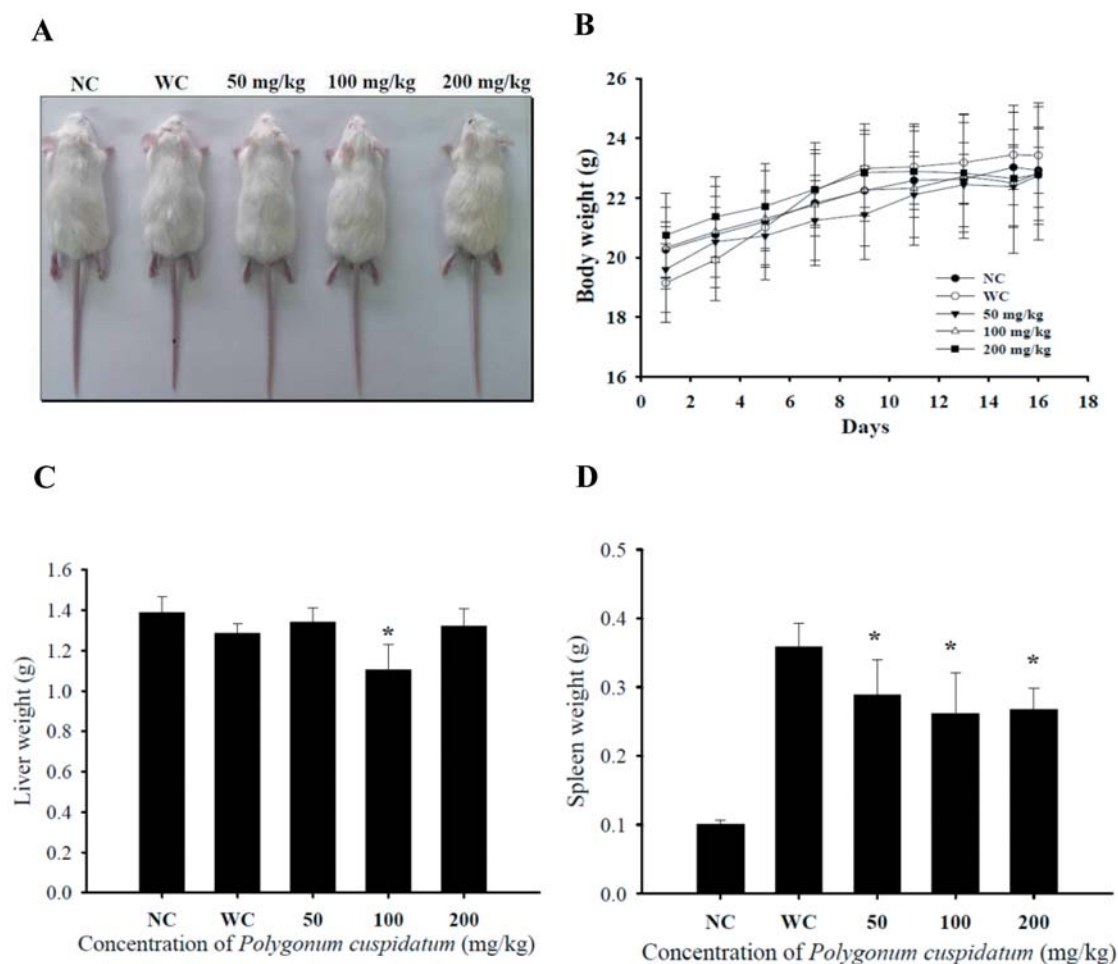 A
NC WC 50 mg/kg 100 mg/kg 200 mg/kg
B
26
24
22
20
18
16
Body weight (g)
NC
WC
50 mg/kg
100 mg/kg
200 mg/kg
0 2 4 6 8 10 12 14 16 18
Days
C
1.6
1.4
1.2
1.0
0.8
0.6
0.4
0.2
0.0
Liver weight (g)
*
NC WC 50 100 200
Concentration of Polygonum cuspidatum (mg/kg)
D
0.5
0.4
0.3
0.2
0.1
0.0
Spleen weight (g)
* * *
NC WC 50 100 200
Concentration of Polygonum cuspidatum (mg/kg)